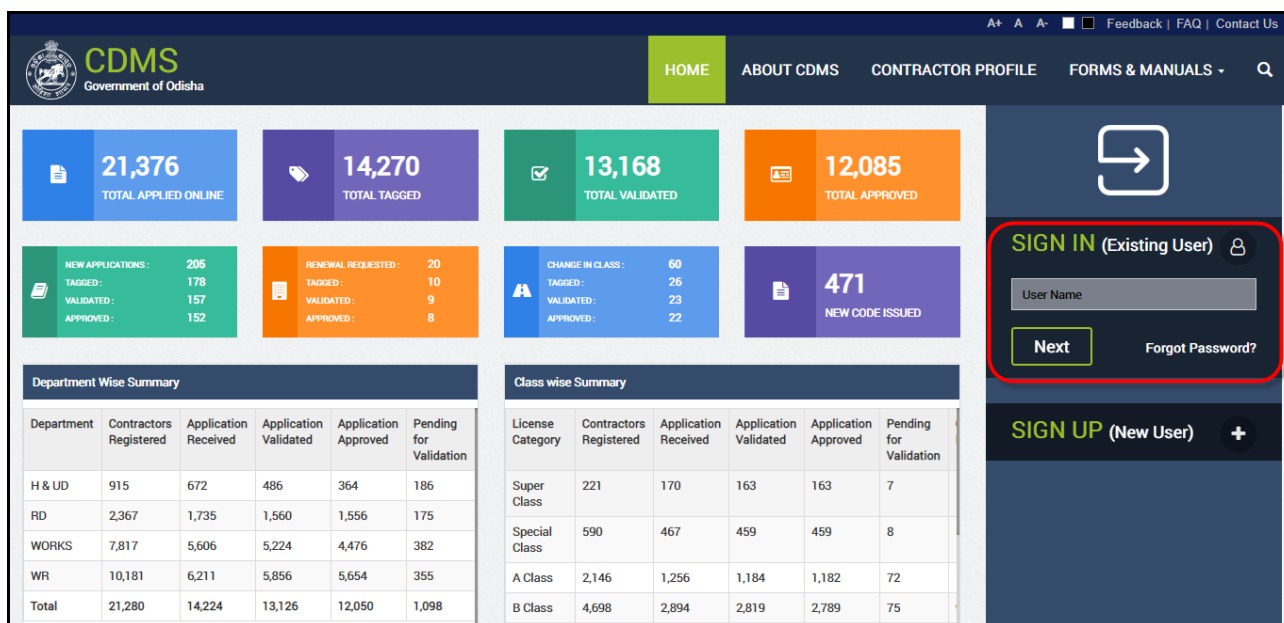 A+ A A- Feedback | FAQ | Contact Us
CDMS
Government of Odisha
HOME ABOUT CDMS CONTRACTOR PROFILE FORMS & MANUALS
21,376
TOTAL APPLIED ONLINE
14,270
TOTAL TAGGED
13,168
TOTAL VALIDATED
12,085
TOTAL APPROVED
NEW APPLICATIONS : 205
TAGGED : 178
VALIDATED : 157
APPROVED : 152
RENEWAL REQUESTED : 20
TAGGED : 10
VALIDATED : 9
APPROVED : 8
CHANGE IN CLASS : 60
TAGGED : 26
VALIDATED : 23
APPROVED : 22
471
NEW CODE ISSUED
Department Wise Summary
Department Contractors Registered Application Received Application Validated Application Approved Pending for Validation
H & UD 915 672 486 364 186
RD 2,367 1,735 1,560 1,556 175
WORKS 7,817 5,606 5,224 4,476 382
WR 10,181 6,211 5,856 5,654 355
Total 21,280 14,224 13,126 12,050 1,098
Class wise Summary
License Category Contractors Registered Application Received Application Validated Application Approved Pending for Validation
Super Class 221 170 163 163 7
Special Class 590 467 459 459 8
A Class 2,146 1,256 1,184 1,182 72
B Class 4,698 2,894 2,819 2,789 75
SIGN IN (Existing User)
User Name
Next Forgot Password?
SIGN UP (New User) +